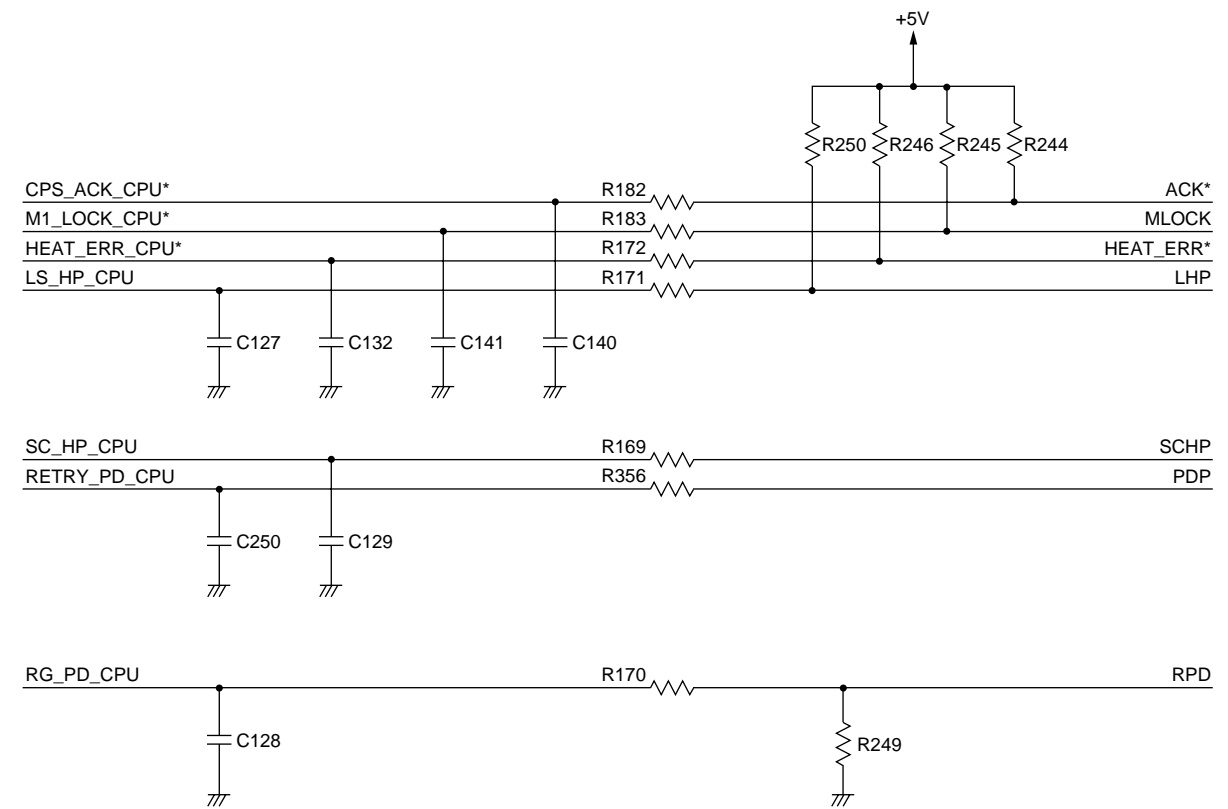 +5V
R250 R246 R245 R244
CPS_ACK_CPU* R182 ACK*
M1_LOCK_CPU* R183 MLOCK
HEAT_ERR_CPU* R172 HEAT_ERR*
LS_HP_CPU R171 LHP
C127 C132 C141 C140
SC_HP_CPU R169 SCHP
RETRY_PD_CPU R356 PDP
C250 C129
RG_PD_CPU R170 RPD
C128 R249